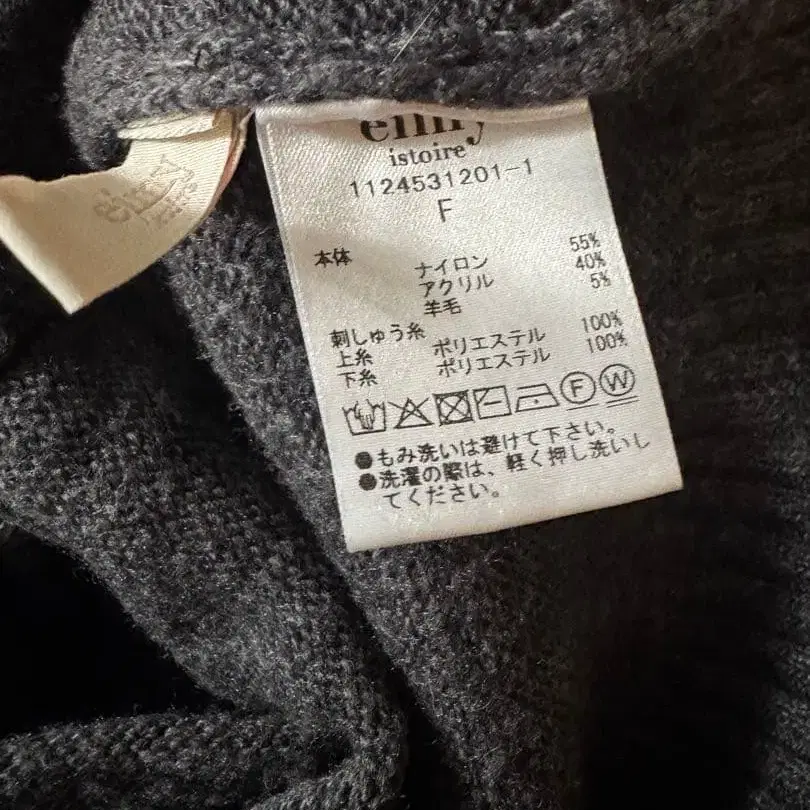 eimy
istoire
1124531201-1
F
本体
ナイロン 55%
アクリル 40%
羊毛 5%
刺しゅう糸
上糸 ポリエステル 100%
下糸 ポリエステル 100%
F W
●もみ洗いは避けて下さい。
●洗濯の際は、軽く押し洗いし
てください。
eimy